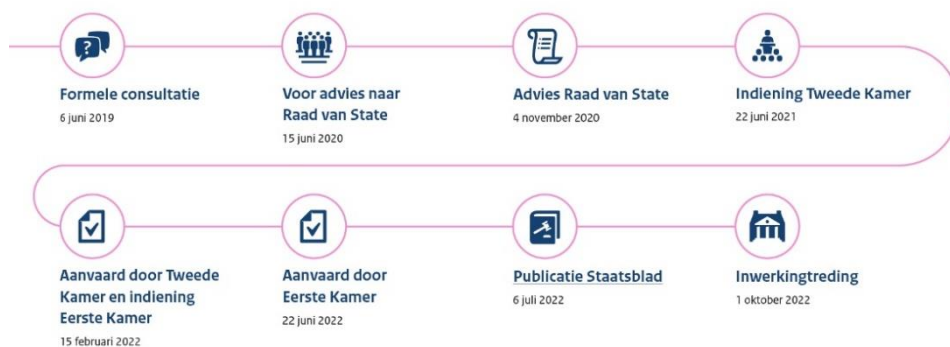 ?
Formele consultatie
6 juni 2019
Voor advies naar
Raad van State
15 juni 2020
Advies Raad van State
4 november 2020
Indiening Tweede Kamer
22 juni 2021
Aanvaard door Tweede
Kamer en indiening
Eerste Kamer
15 februari 2022
Aanvaard door
Eerste Kamer
22 juni 2022
Publicatie Staatsblad
6 juli 2022
Inwerkingtreding
1 oktober 2022